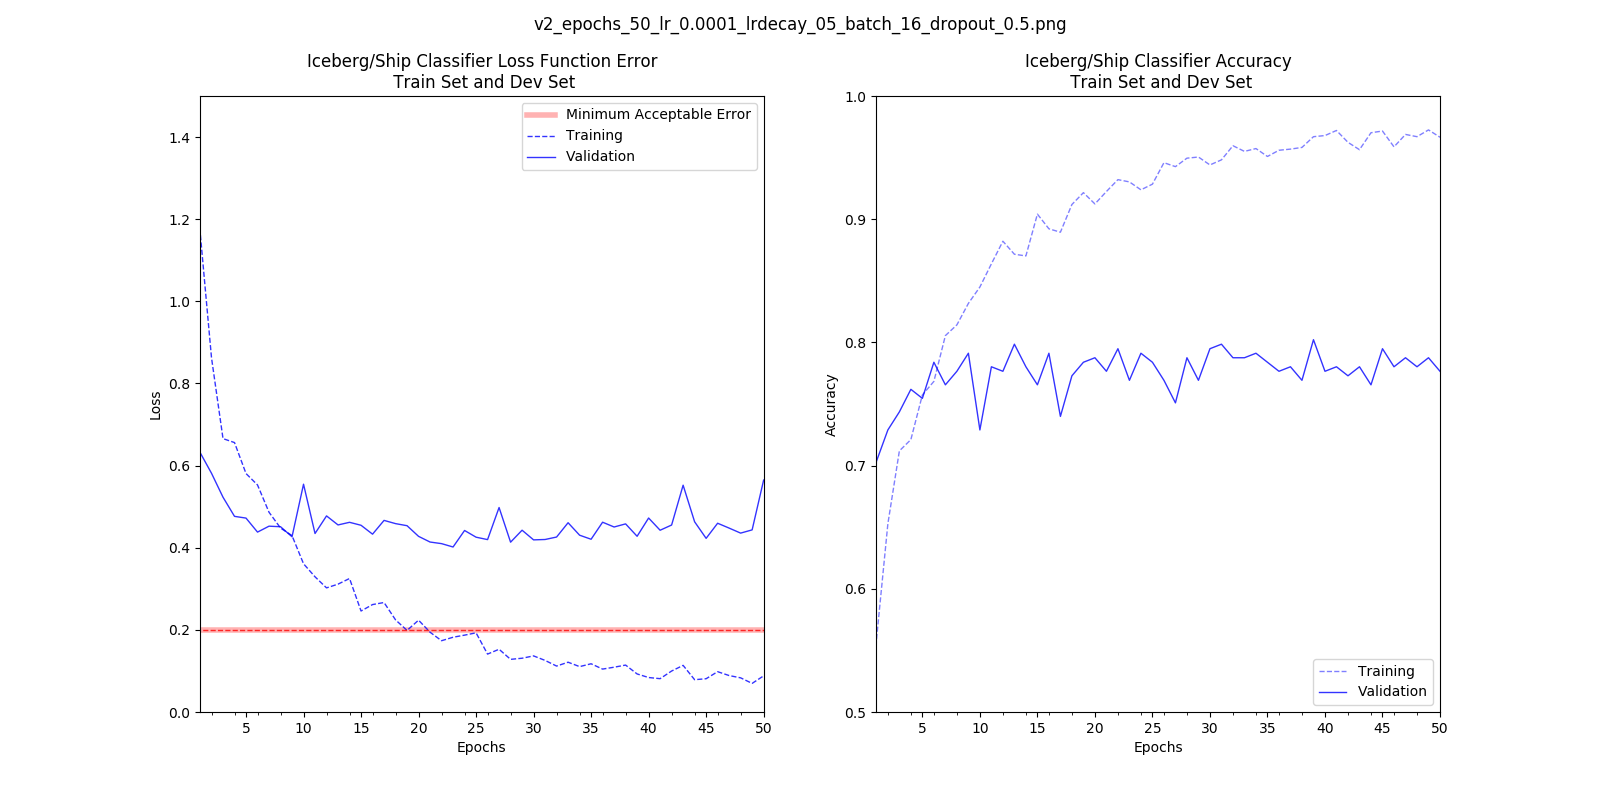 v2_epochs_50_lr_0.0001_lrdecay_05_batch_16_dropout_0.5.png
Iceberg/Ship Classifier Loss Function Error
Train Set and Dev Set
Minimum Acceptable Error
Training
Validation
Loss
1.4
1.2
1.0
0.8
0.6
0.4
0.2
0.0
5 10 15 20 25 30 35 40 45 50
Epochs
Iceberg/Ship Classifier Accuracy
Train Set and Dev Set
Accuracy
1.0
0.9
0.8
0.7
0.6
0.5
Training
Validation
5 10 15 20 25 30 35 40 45 50
Epochs